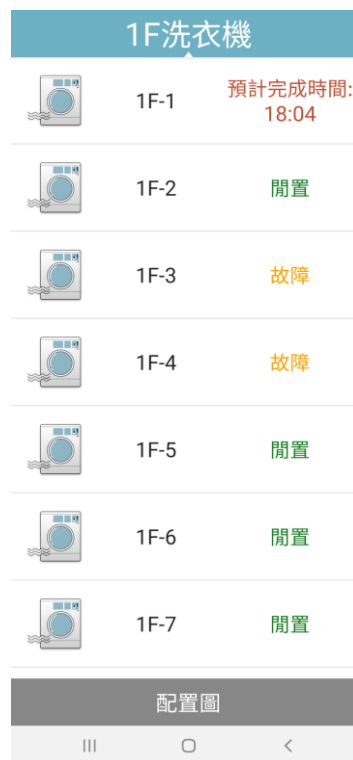 1F洗衣機
1F-1
預計完成時間:
18:04
1F-2
閒置
1F-3
故障
1F-4
故障
1F-5
閒置
1F-6
閒置
1F-7
閒置
配置圖